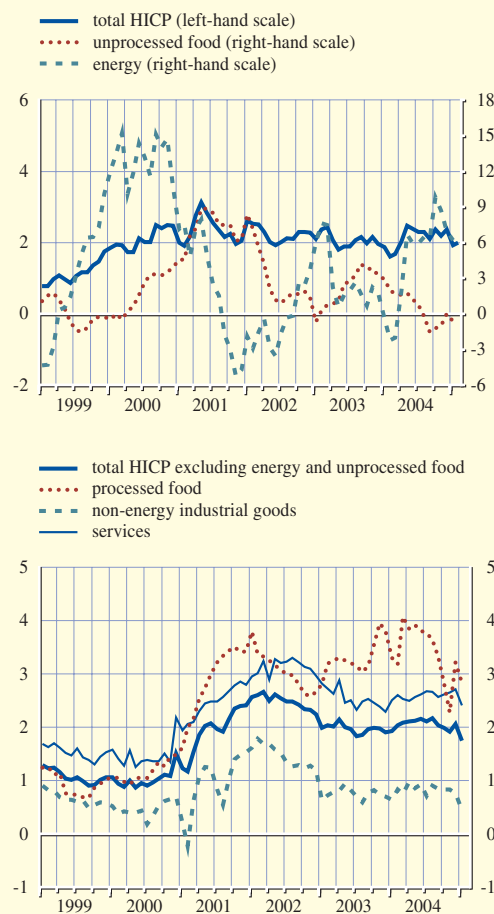 total HICP (left-hand scale)
unprocessed food (right-hand scale)
energy (right-hand scale)
6 18
15
4 12
9
2 6
3
0 0
-3
-2 -6
1999 2000 2001 2002 2003 2004
total HICP excluding energy and unprocessed food
processed food
non-energy industrial goods
services
5 5
4 4
3 3
2 2
1 1
0 0
-1 -1
1999 2000 2001 2002 2003 2004